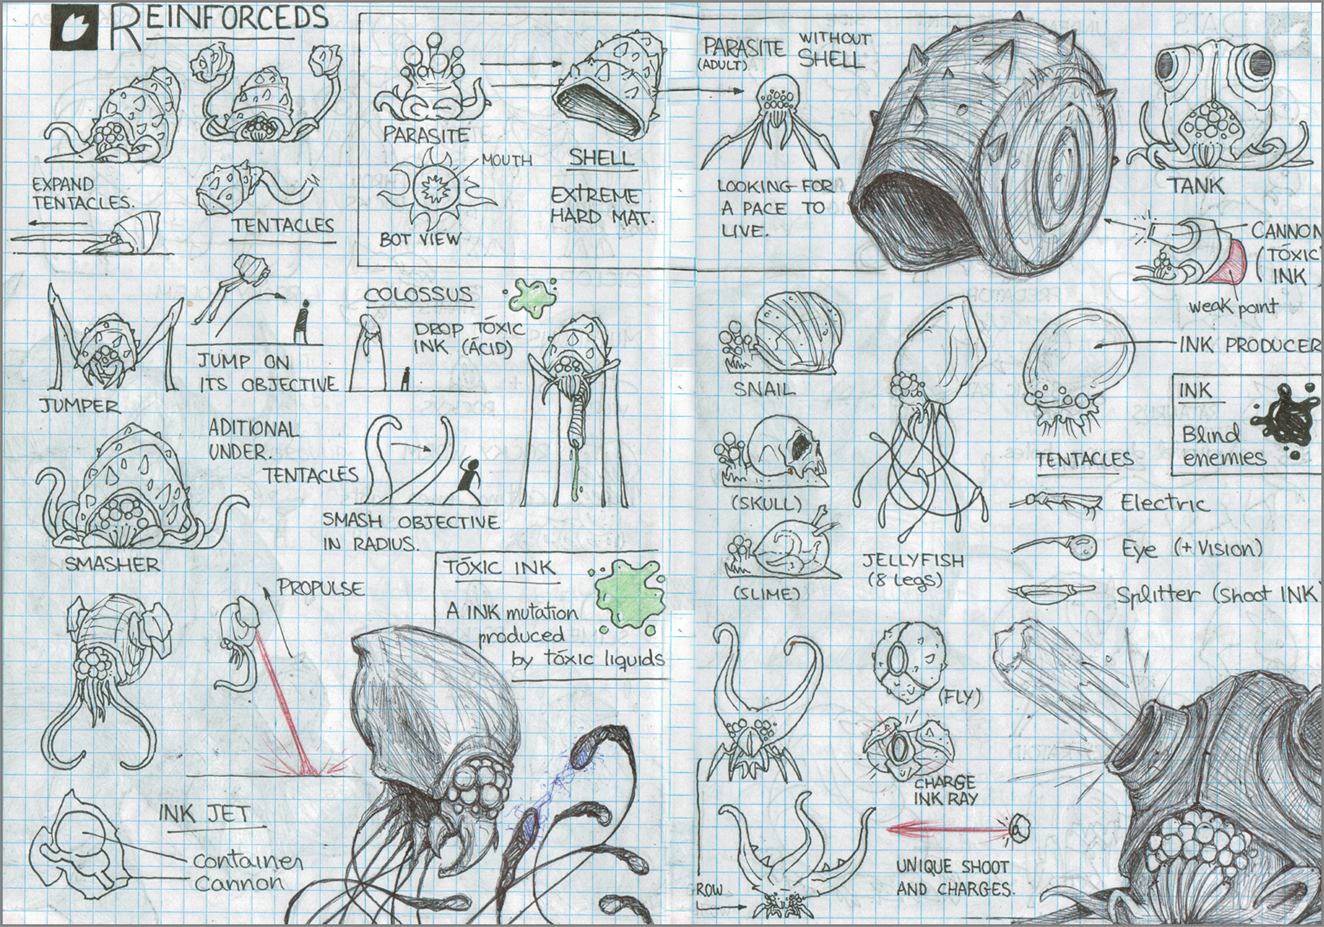 REINFORCEDS
EXPAND
TENTACLES.
TENTACLES
PARASITE
MOUTH
BOT VIEW
SHELL
EXTREME
HARD MAT.
PARASITE
(ADULT)
WITHOUT
SHELL
LOOKING FOR
A PACE TO
LIVE.
TANK
CANNON
(TÓXIC
INK
weak point
JUMPER
JUMP ON
ITS OBJECTIVE
COLOSSUS
DROP TÓXIC
INK (ÁCID)
SNAIL
(SKULL)
(SLIME)
JELLYFISH
(8 legs)
INK PRODUCER
INK
Blind
enemies
TENTACLES
Electric
Eye (+ Vision)
Splitter (Shoot INK)
SMASHER
ADITIONAL
UNDER.
TENTACLES
SMASH OBJECTIVE
IN RADIUS.
TÓXIC INK
A INK mutation
produced
by tóxic liquids
PROPULSE
INK JET
Container
Cannon
(FLY)
CHARGE
INK RAY
UNIQUE SHOOT
AND CHARGES.
ROW